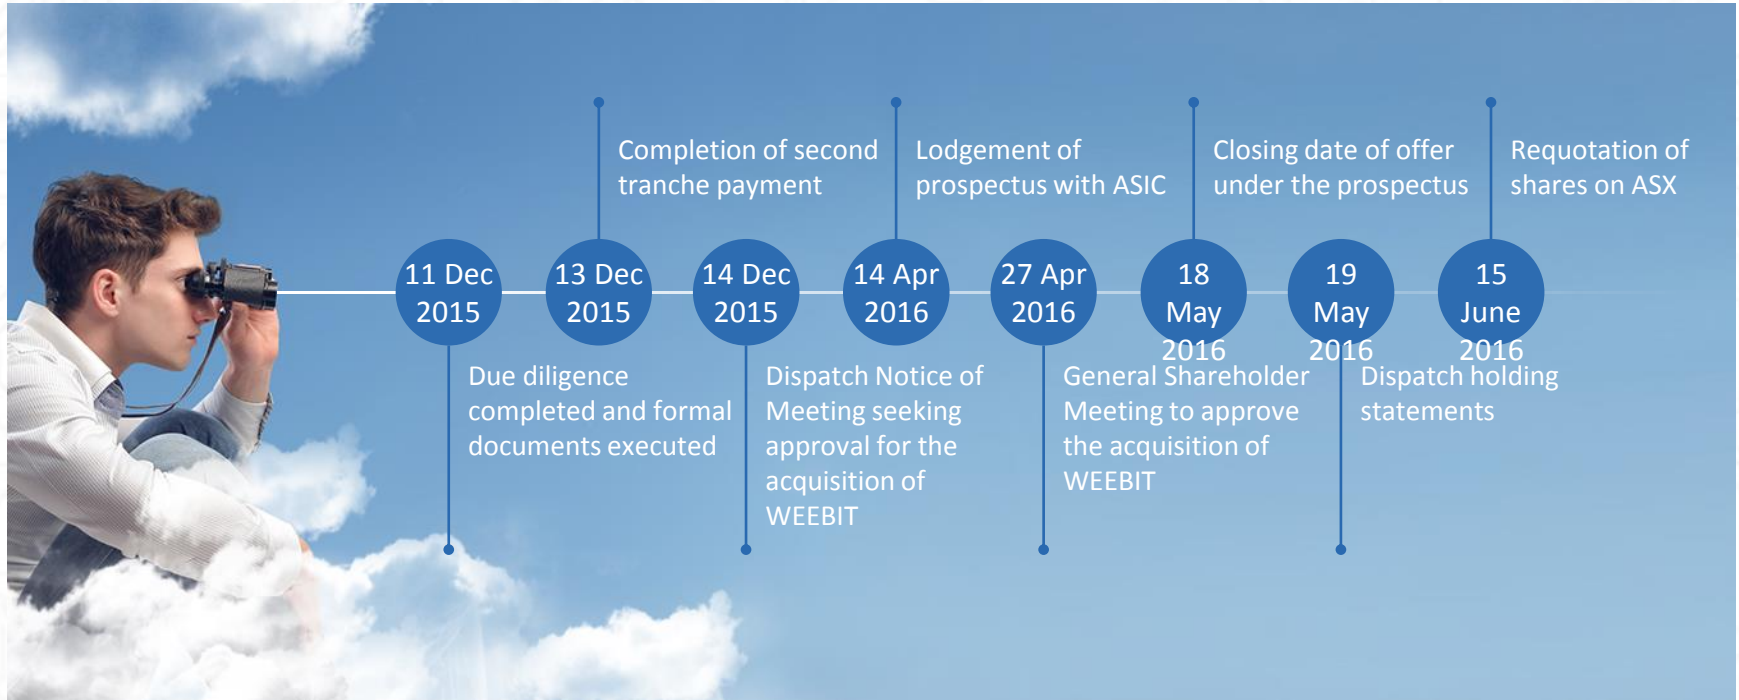 11 Dec
2015
Due diligence
completed and formal
documents executed
13 Dec
2015
Completion of second
tranche payment
14 Dec
2015
Dispatch Notice of
Meeting seeking
approval for the
acquisition of
WEEBIT
14 Apr
2016
Lodgement of
prospectus with ASIC
27 Apr
2016
General Shareholder
Meeting to approve
the acquisition of
WEEBIT
18
May
2016
Closing date of offer
under the prospectus
19
May
2016
Dispatch holding
statements
15
June
2016
Requotation of
shares on ASX